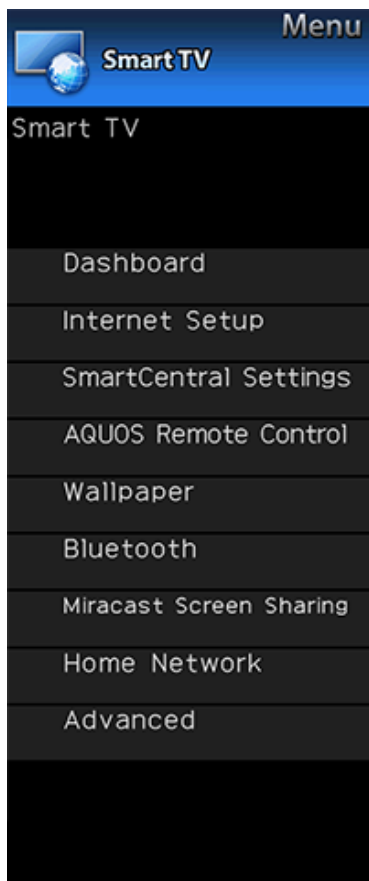 Menu
Smart TV
Smart TV
Dashboard
Internet Setup
SmartCentral Settings
AQUOS Remote Control
Wallpaper
Bluetooth
Miracast Screen Sharing
Home Network
Advanced